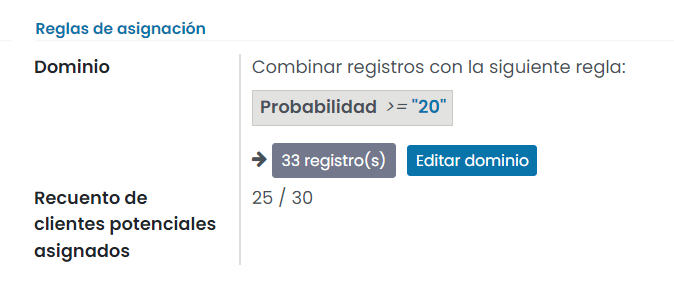 Reglas de asignación
Dominio
Combinar registros con la siguiente regla:
Probabilidad >= "20"
➔ 33 registro(s) Editar dominio
Recuento de
clientes potenciales
asignados
25 / 30